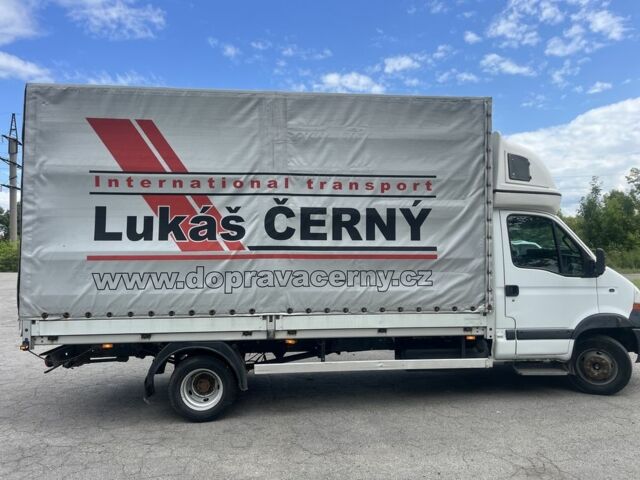 International transport
Lukáš ČERNÝ
www.dopravacerny.cz